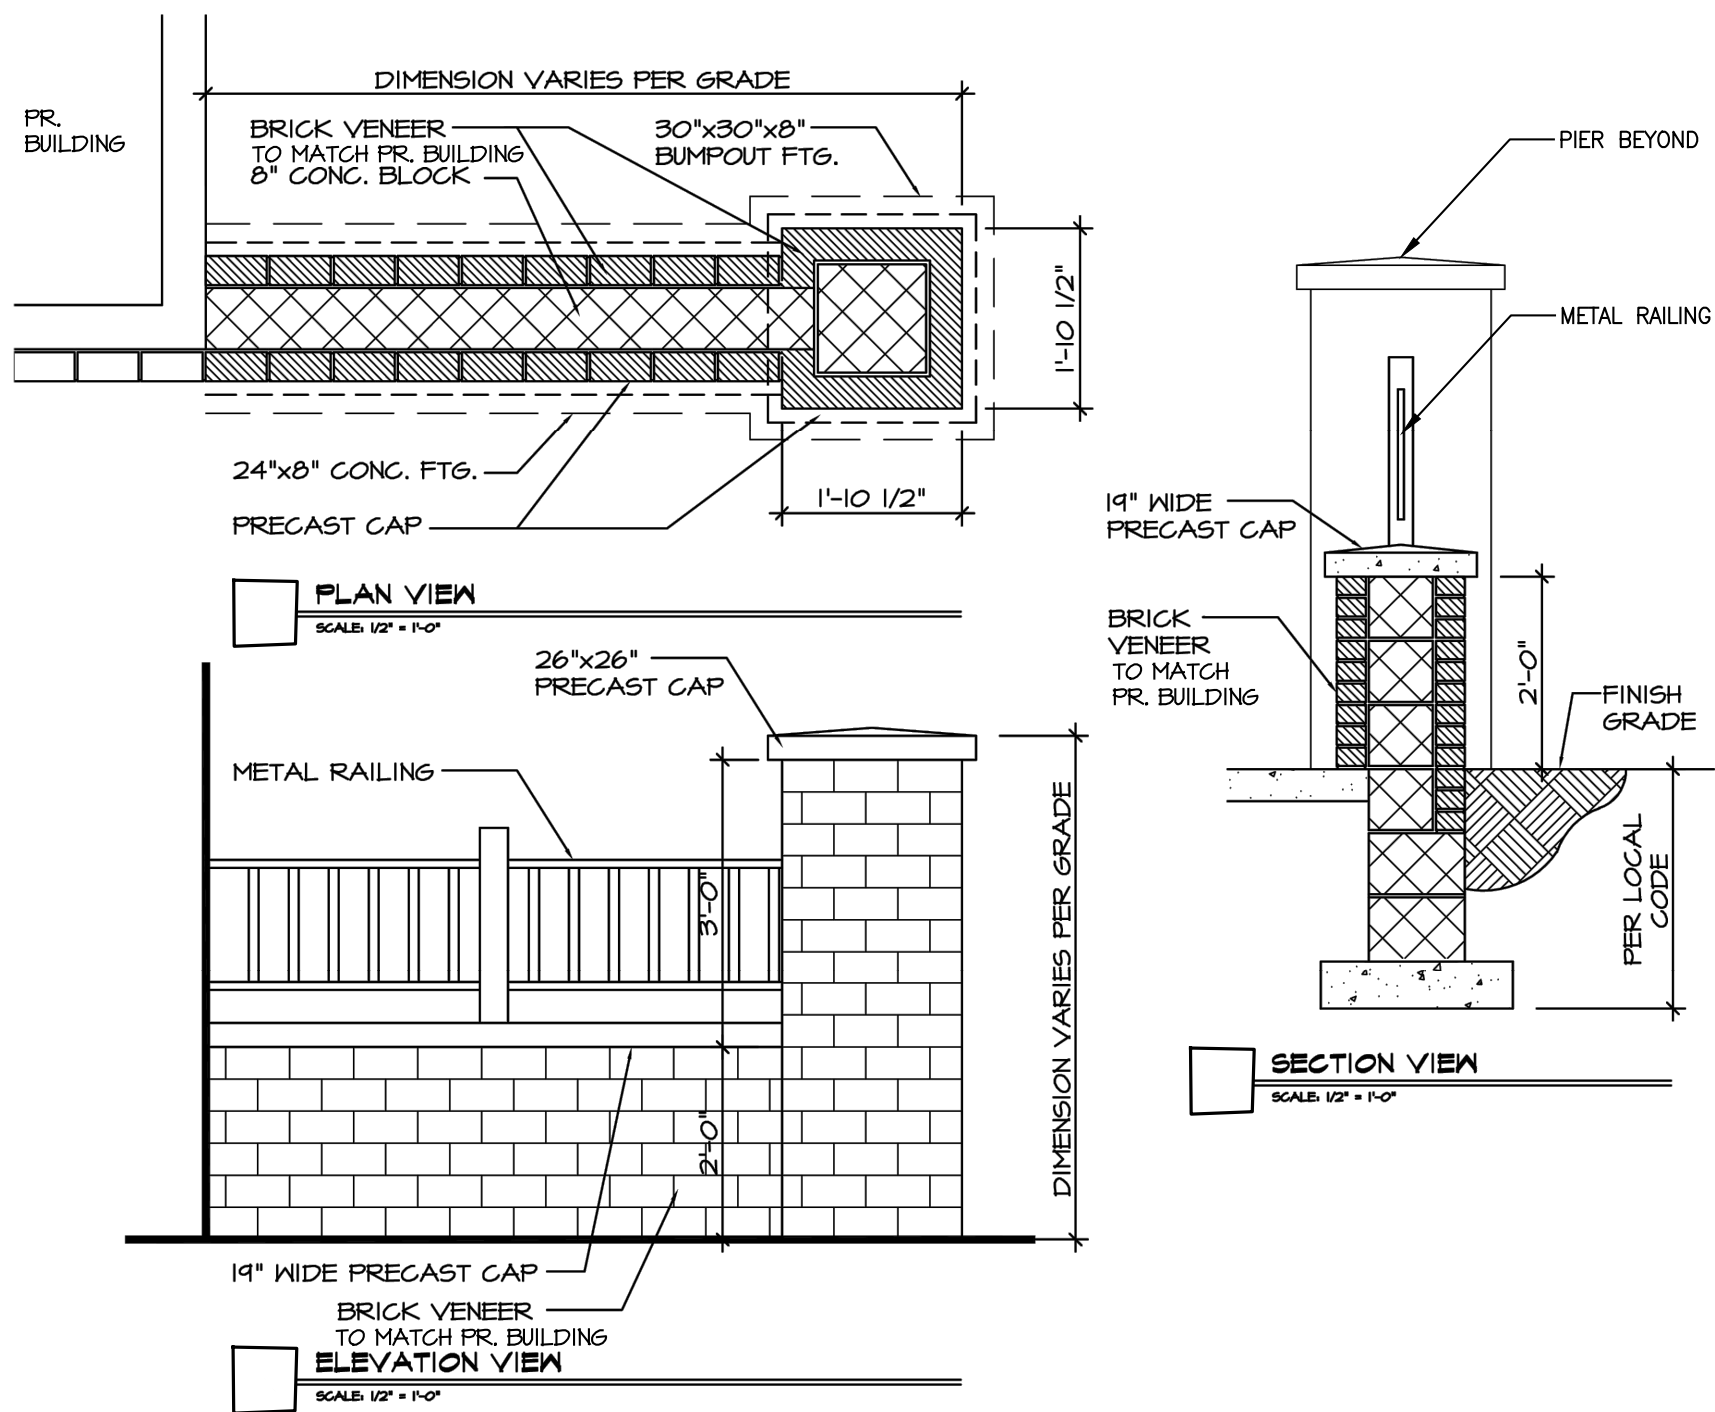 DIMENSION VARIES PER GRADE
PR.
BUILDING
BRICK VENEER
TO MATCH PR. BUILDING
8" CONC. BLOCK
30"x30"x8"
BUMPOUT FTG.
1'-10 1/2"
24"x8" CONC. FTG.
PRECAST CAP
1'-10 1/2"
PLAN VIEW
SCALE: 1/2" = 1'-0"
PIER BEYOND
METAL RAILING
19" WIDE
PRECAST CAP
BRICK
VENEER
TO MATCH
PR. BUILDING
2'-0"
FINISH
GRADE
PER LOCAL
CODE
SECTION VIEW
SCALE: 1/2" = 1'-0"
26"x26"
PRECAST CAP
METAL RAILING
3'-0"
2'-0"
DIMENSION VARIES PER GRADE
19" WIDE PRECAST CAP
BRICK VENEER
TO MATCH PR. BUILDING
ELEVATION VIEW
SCALE: 1/2" = 1'-0"